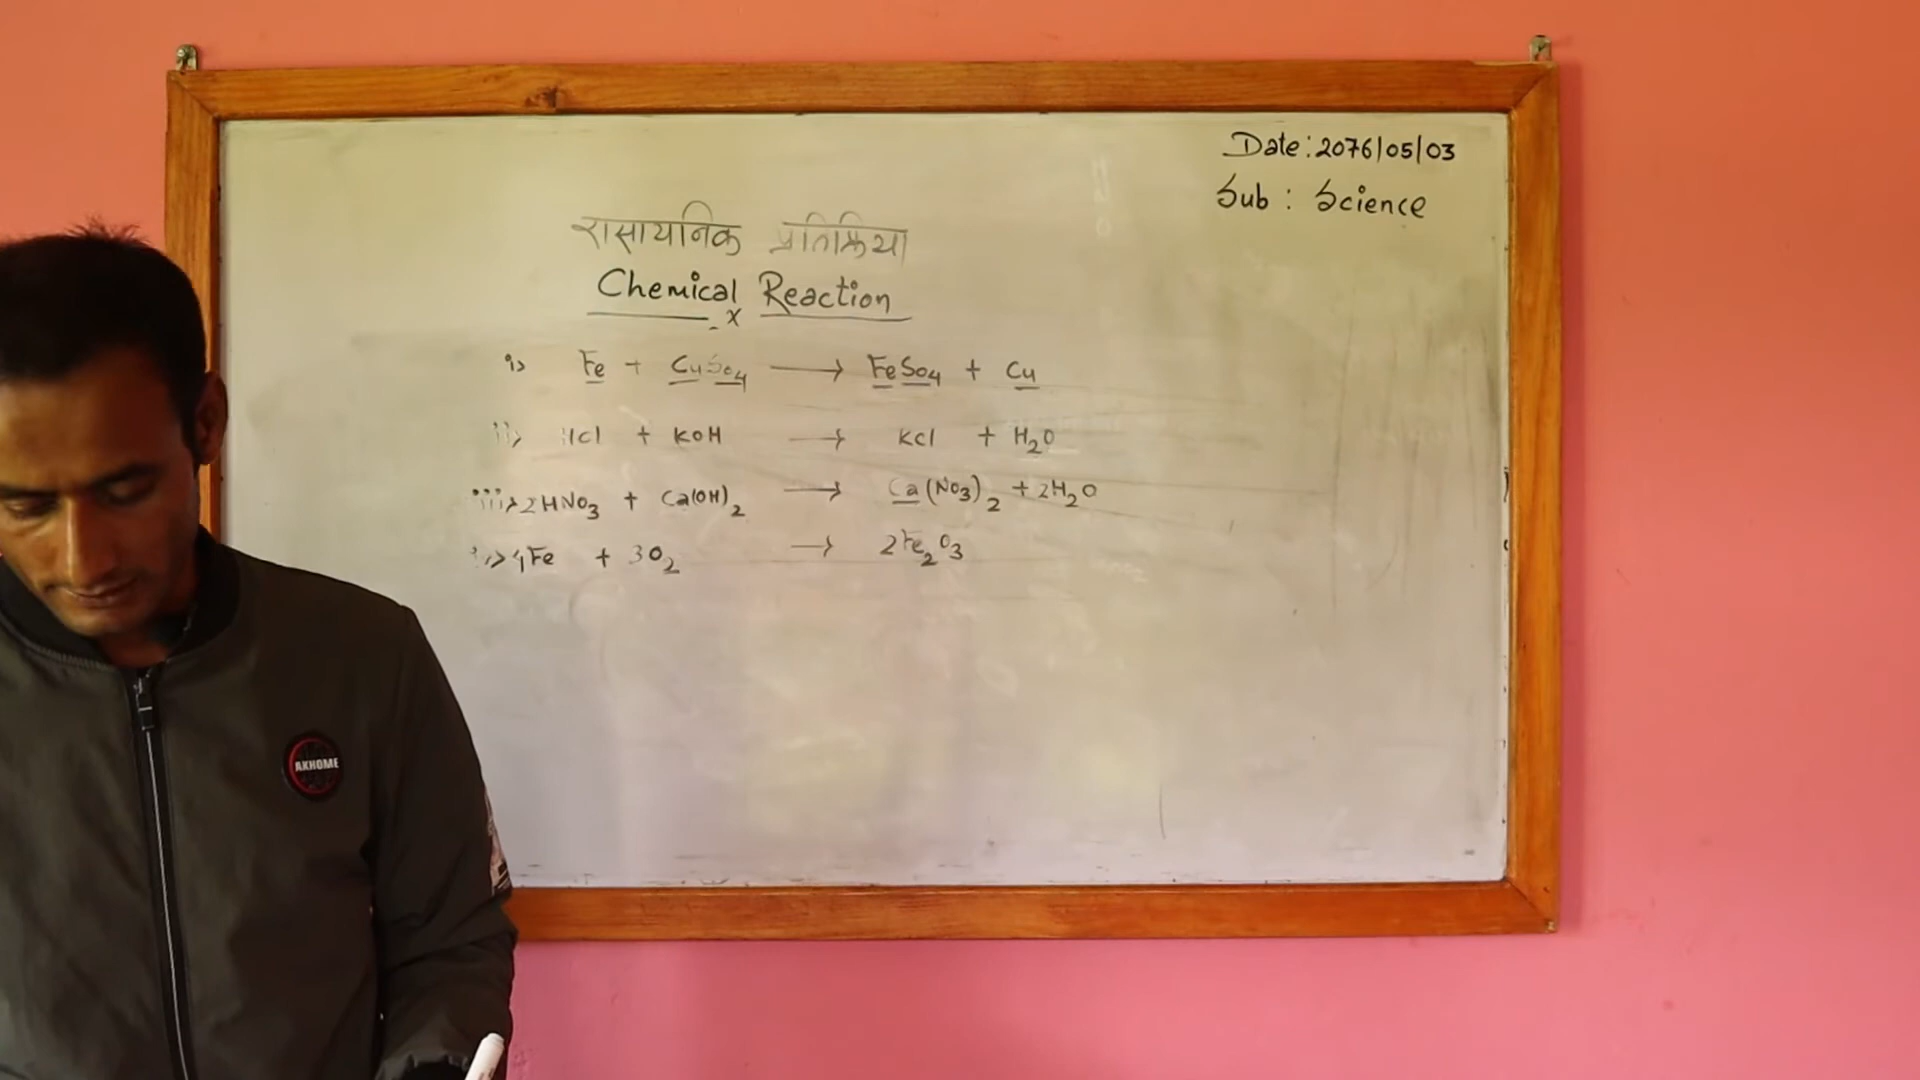 Date: 2076/05/03
Sub: Science
रासायनिक प्रतिक्रिया
Chemical Reaction
x
i> Fe + CuSO4 → FeSO4 + Cu
ii> HCl + KOH → KCl + H2O
iii> 2HNO3 + Ca(OH)2 → Ca(NO3)2 + 2H2O
4Fe + 3O2 → 2Fe2O3
AKHOME